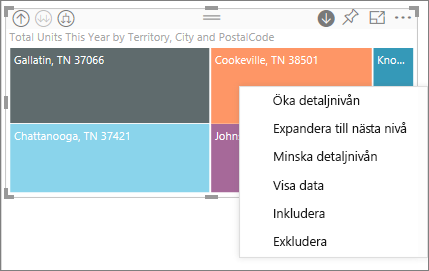 Total Units This Year by Territory, City and PostalCode
Gallatin, TN 37066
Cookeville, TN 38501
Kno...
Chattanooga, TN 37421
Johns
Öka detaljnivån
Expandera till nästa nivå
Minska detaljnivån
Visa data
Inkludera
Exkludera